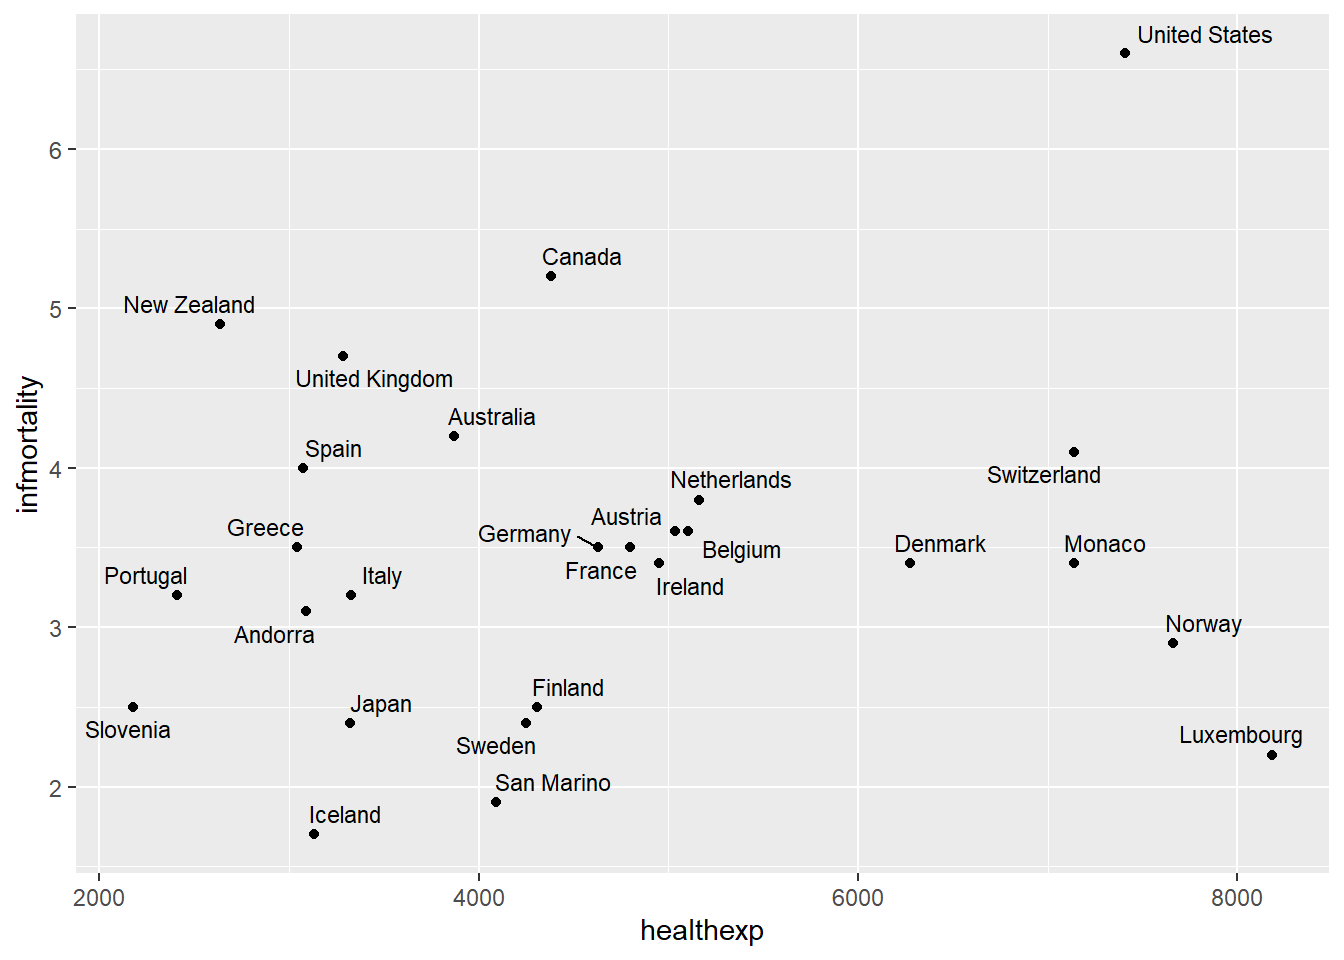 United States
6
Canada
New Zealand
5
United Kingdom
Australia
Spain
4
Switzerland
Netherlands
Austria
Greece
Germany
Belgium
Denmark
Monaco
France
Portugal
Italy
Ireland
Andorra
3
Norway
Finland
Japan
Slovenia
Sweden
Luxembourg
San Marino
2
Iceland
2000
4000
6000
8000
healthexp
infmortality